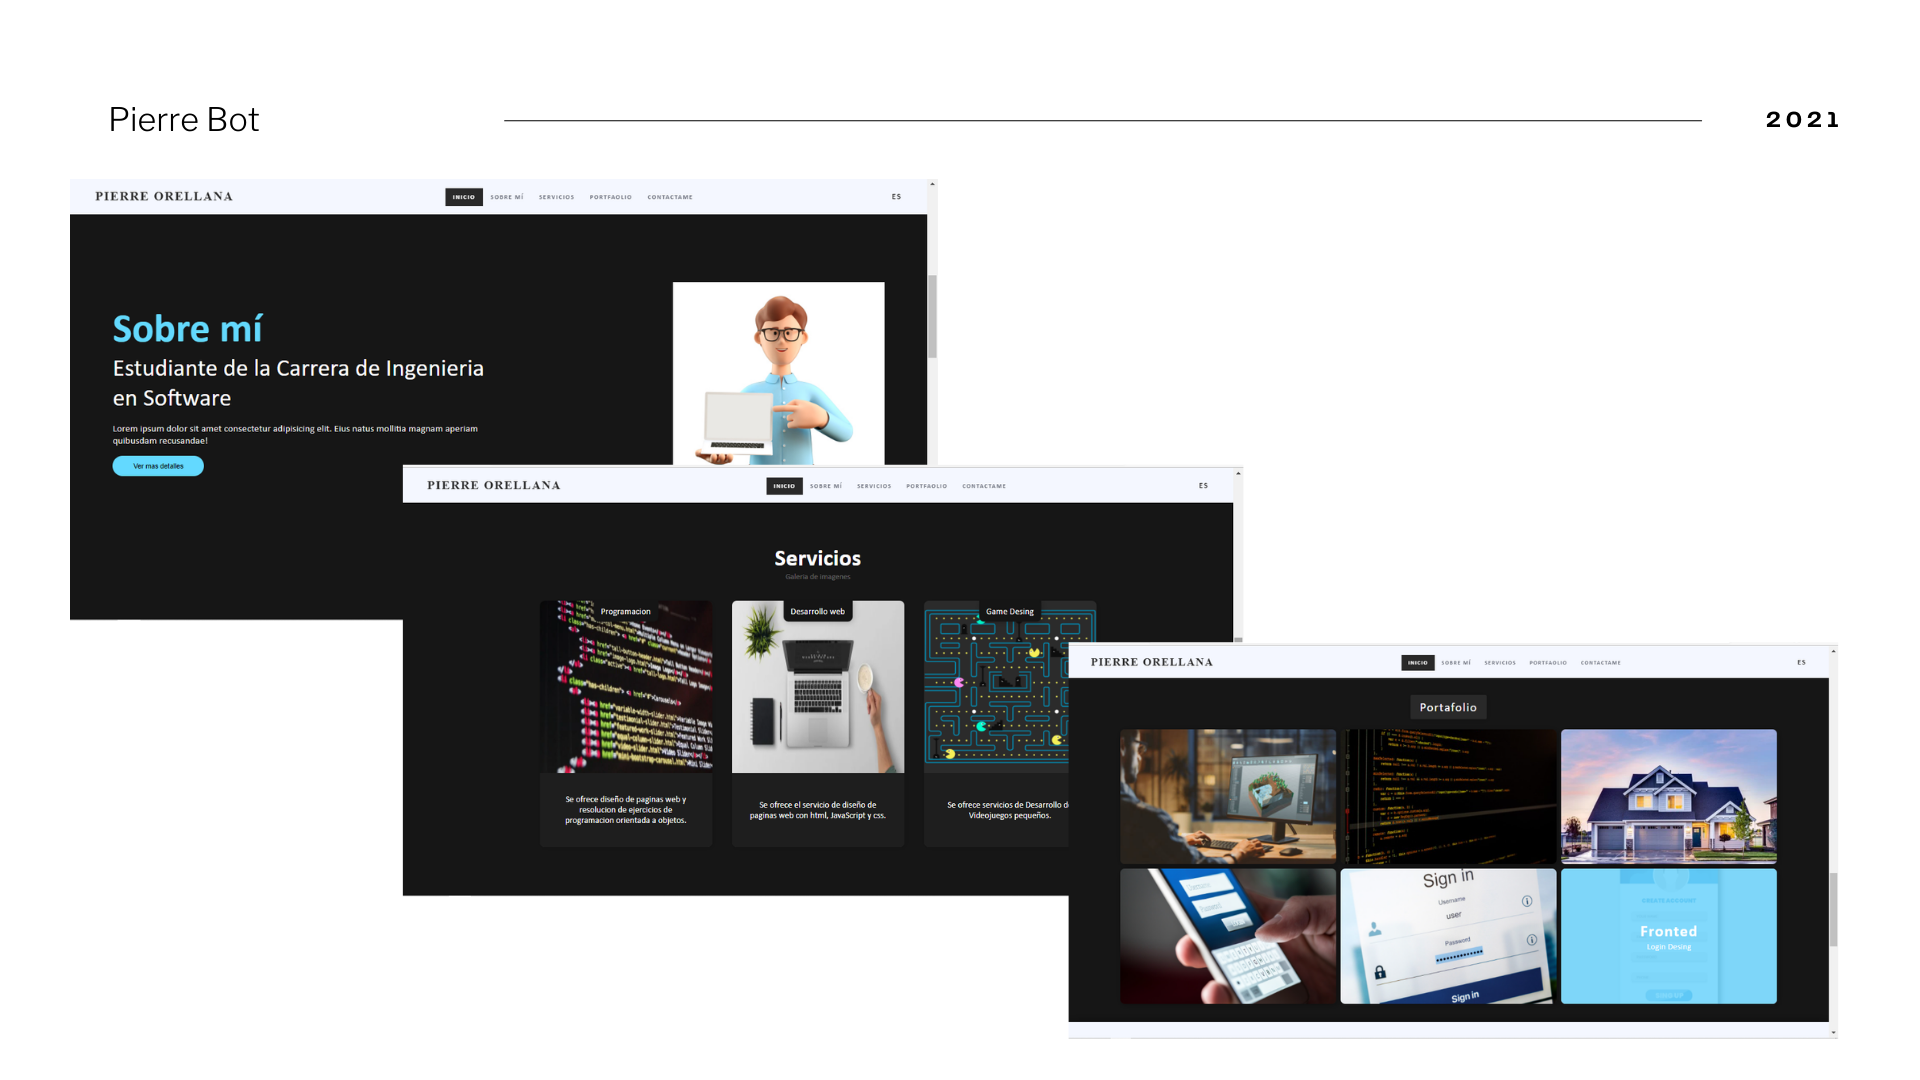 Pierre Bot
2021
PIERRE ORELLANA
INICIO SOBRE MÍ SERVICIOS PORTFAOLIO CONTACTAME
ES
Sobre mí
Estudiante de la Carrera de Ingenieria
en Software
Lorem ipsum dolor sit amet consectetur adipisicing elit. Eius natus mollitia magnam aperiam
quibusdam recusandae!
Ver mas detalles
PIERRE ORELLANA
INICIO SOBRE MÍ SERVICIOS PORTFAOLIO CONTACTAME
ES
Servicios
Galeria de imagenes
Programacion
Desarrollo web
Game Desing
Se ofrece diseño de paginas web y
resolucion de ejercicios de
programacion orientada a objetos.
Se ofrece el servicio de diseño de
paginas web con html, JavaScript y css.
Se ofrece servicios de Desarrollo d
Videojuegos pequeños.
PIERRE ORELLANA
INICIO SOBRE MÍ SERVICIOS PORTFAOLIO CONTACTAME
ES
Portafolio
Sign in
Username
user
Password
Sign in
CREATE ACCOUNT
Fronted
Login Desing